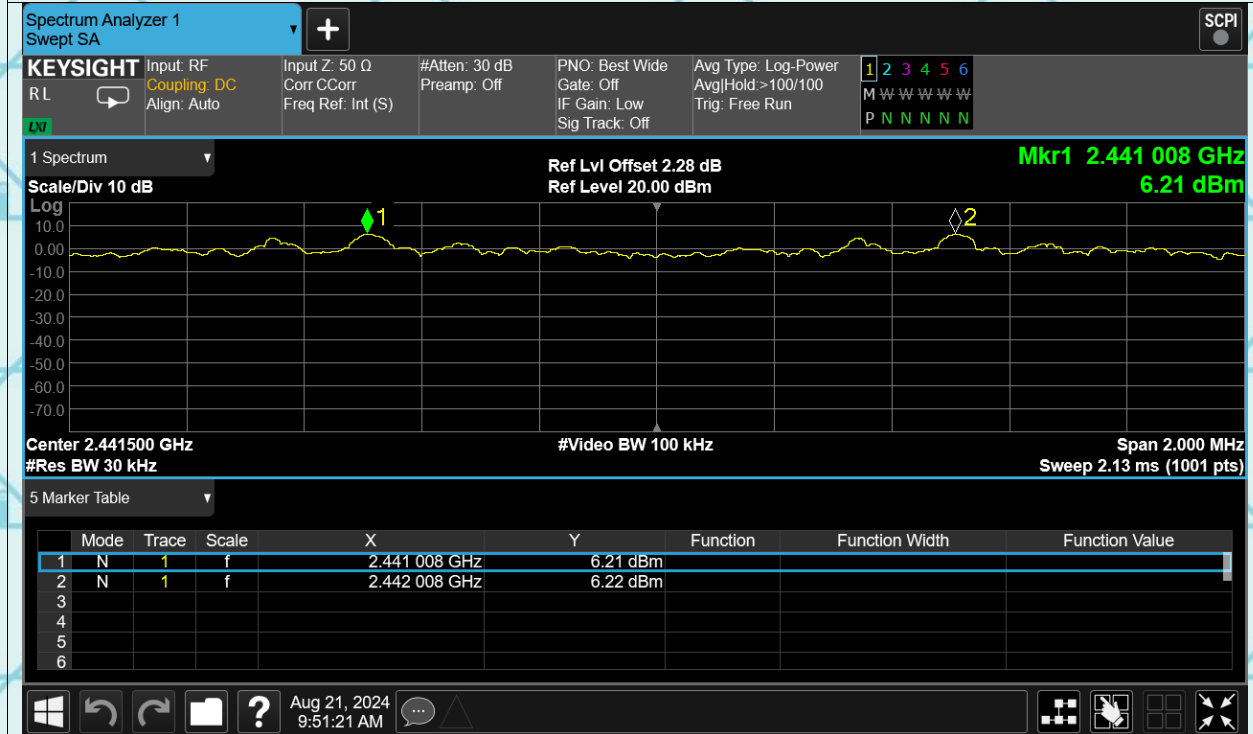 Spectrum Analyzer 1
Swept SA
+
SCPI
KEYSIGHT
R L
LXI
Input: RF
Coupling: DC
Align: Auto
Input Z: 50 Ω
Corr CCorr
Freq Ref: Int (S)
#Atten: 30 dB
Preamp: Off
PNO: Best Wide
Gate: Off
IF Gain: Low
Sig Track: Off
Avg Type: Log-Power
Avg|Hold:>100/100
Trig: Free Run
1 2 3 4 5 6
M W W W W W
P N N N N N
1 Spectrum
Scale/Div 10 dB
Ref Lvl Offset 2.28 dB
Ref Level 20.00 dBm
Mkr1 2.441 008 GHz
6.21 dBm
Log
10.0
0.00
-10.0
-20.0
-30.0
-40.0
-50.0
-60.0
-70.0
1
2
Center 2.441500 GHz
#Res BW 30 kHz
#Video BW 100 kHz
Span 2.000 MHz
Sweep 2.13 ms (1001 pts)
5 Marker Table
Mode Trace Scale X Y Function Function Width Function Value
1 N 1 f 2.441 008 GHz 6.21 dBm
2 N 1 f 2.442 008 GHz 6.22 dBm
3
4
5
6
?
Aug 21, 2024
9:51:21 AM